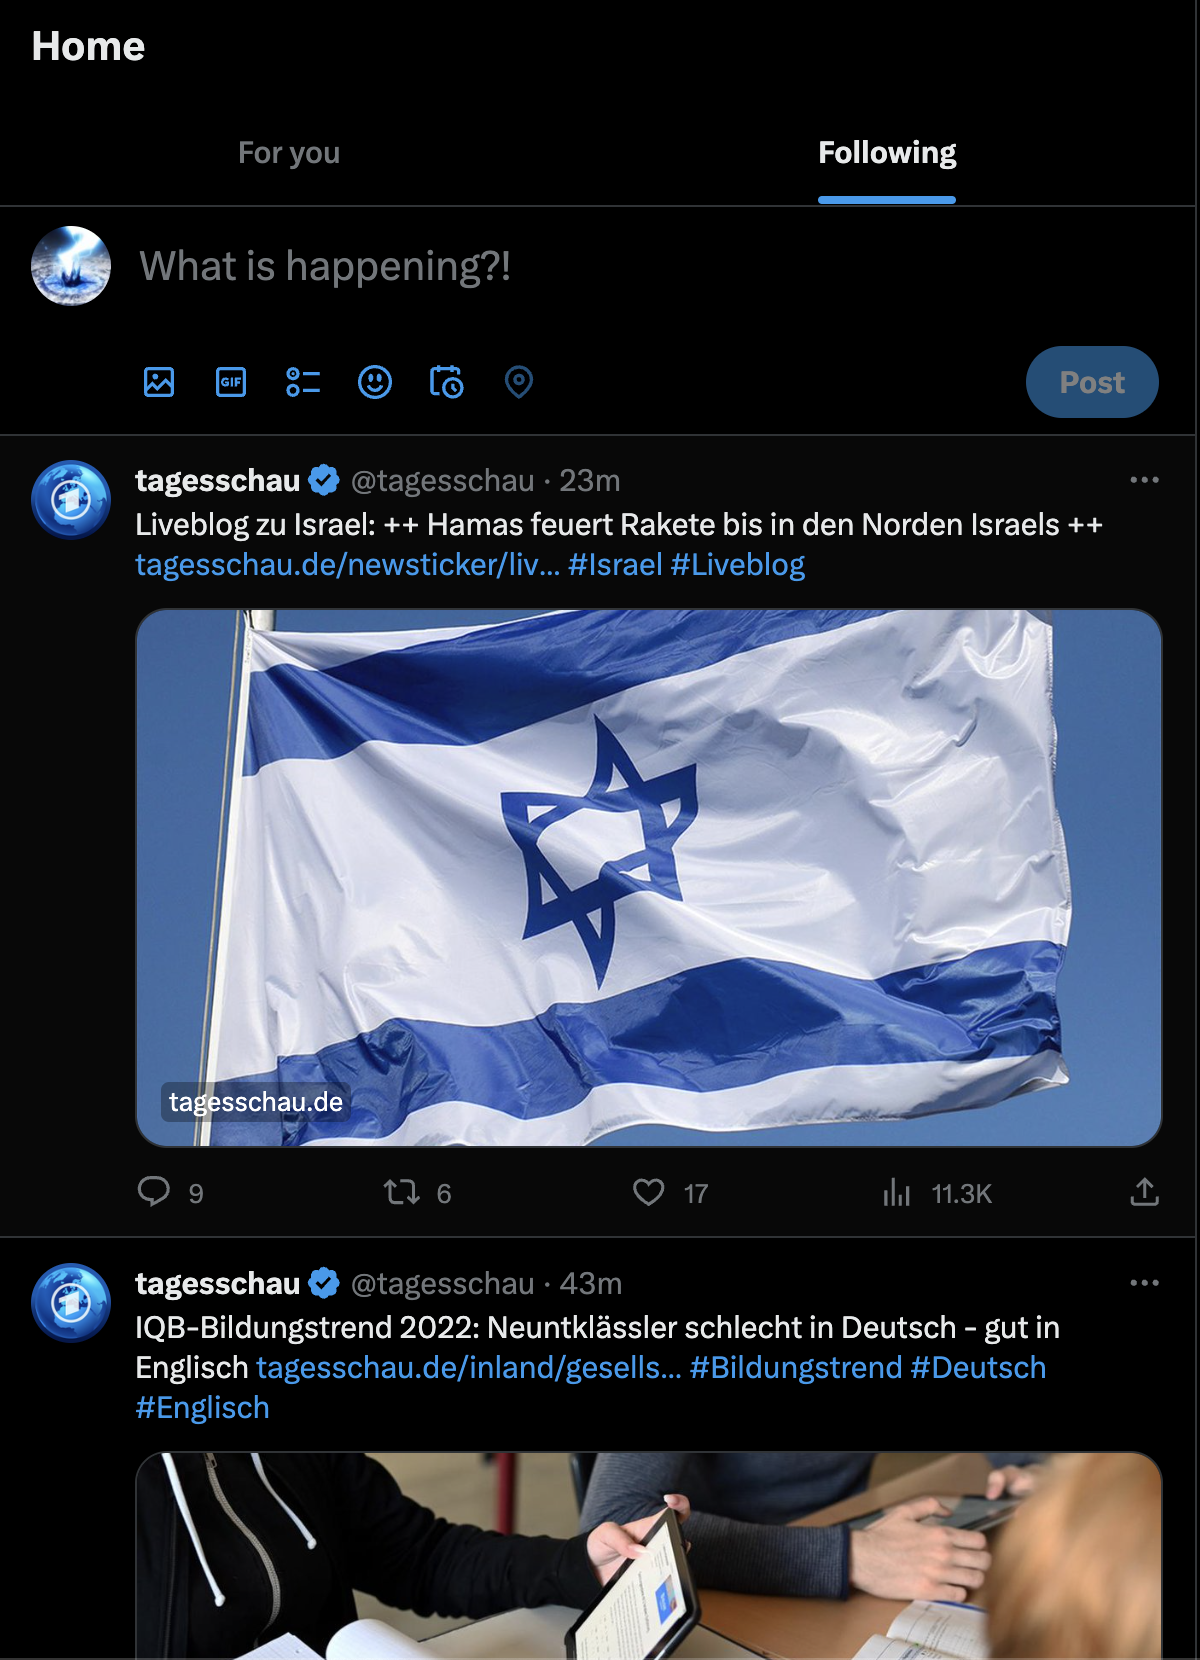 Home
For you
Following
What is happening?!
GIF
Post
tagesschau @tagesschau · 23m
Liveblog zu Israel: ++ Hamas feuert Rakete bis in den Norden Israels ++
tagesschau.de/newsticker/liv... #Israel #Liveblog
tagesschau.de
9
6
17
11.3K
tagesschau @tagesschau · 43m
IQB-Bildungstrend 2022: Neuntklässler schlecht in Deutsch - gut in
Englisch tagesschau.de/inland/gesells... #Bildungstrend #Deutsch
#Englisch